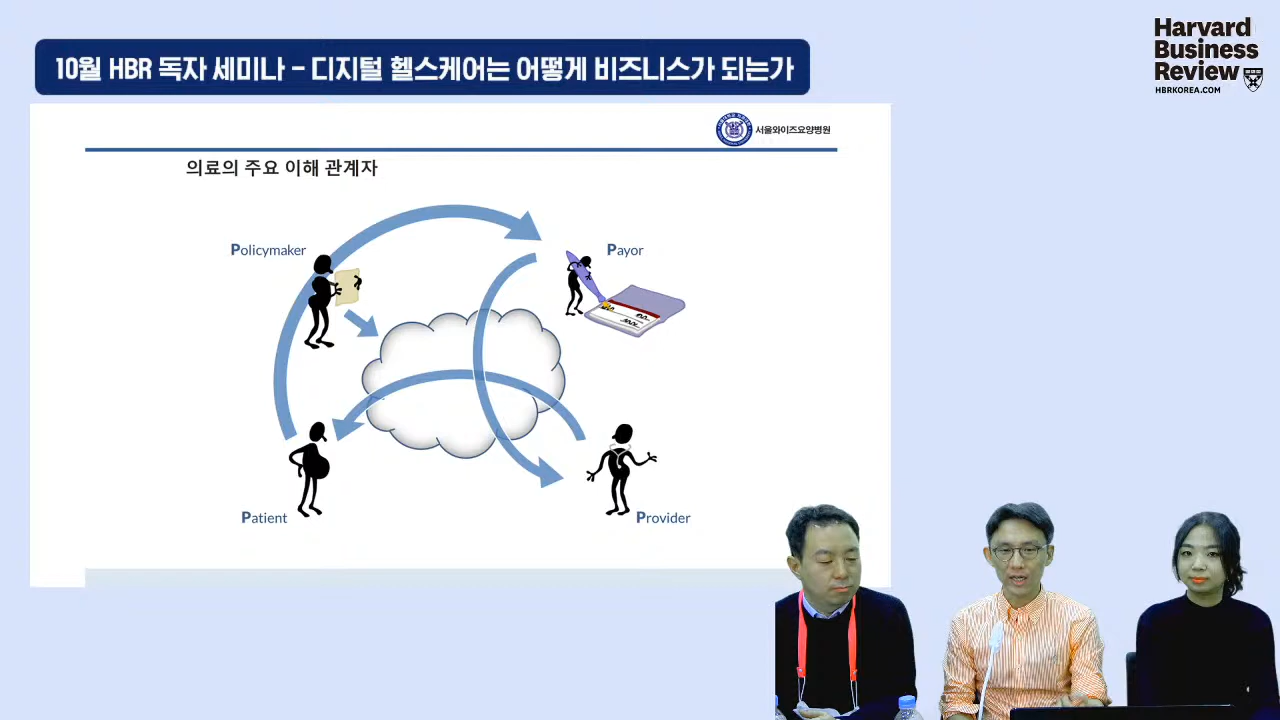 Harvard
Business
Review
HBRKOREA.COM
10월 HBR 독자 세미나 - 디지털 헬스케어는 어떻게 비즈니스가 되는가
서울와이즈요양병원
의료의 주요 이해 관계자
Policymaker
Payor
Patient
Provider